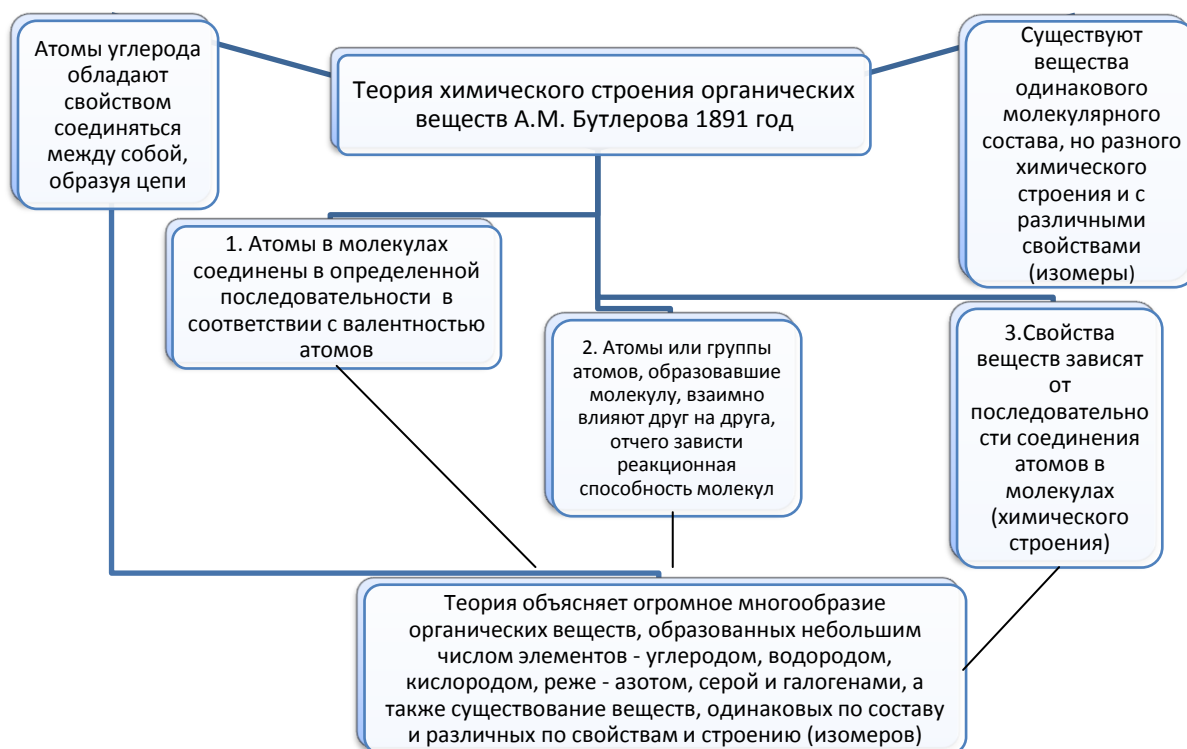 Атомы углерода
обладают
свойством
соединяться
между собой,
образуя цепи
Теория химического строения органических
веществ А.М. Бутлерова 1891 год
Существуют
вещества
одинакового
молекулярного
состава, но разного
химического
строения и с
различными
свойствами
(изомеры)
1. Атомы в молекулах
соединены в определенной
последовательности в
соответствии с валентностью
атомов
2. Атомы или группы
атомов, образовавшие
молекулу, взаимно
влияют друг на друга,
отчего зависти
реакционная
способность молекул
3.Свойства
веществ зависят
от
последовательно
сти соединения
атомов в
молекулах
(химического
строения)
Теория объясняет огромное многообразие
органических веществ, образованных небольшим
числом элементов - углеродом, водородом,
кислородом, реже - азотом, серой и галогенами, а
также существование веществ, одинаковых по составу
и различных по свойствам и строению (изомеров)